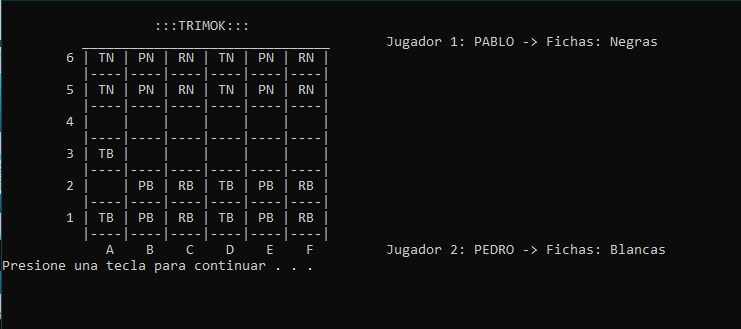 :::TRIMOK:::
Jugador 1: PABLO -> Fichas: Negras
6 | TN | PN | RN | TN | PN | RN |
|----|----|----|----|----|----|
5 | TN | PN | RN | TN | PN | RN |
|----|----|----|----|----|----|
4 |    |    |    |    |    |    |
|----|----|----|----|----|----|
3 | TB |    |    |    |    |    |
|----|----|----|----|----|----|
2 |    | PB | RB | TB | PB | RB |
|----|----|----|----|----|----|
1 | TB | PB | RB | TB | PB | RB |
|----|----|----|----|----|----|
A B C D E F
Jugador 2: PEDRO -> Fichas: Blancas
Presione una tecla para continuar . . .